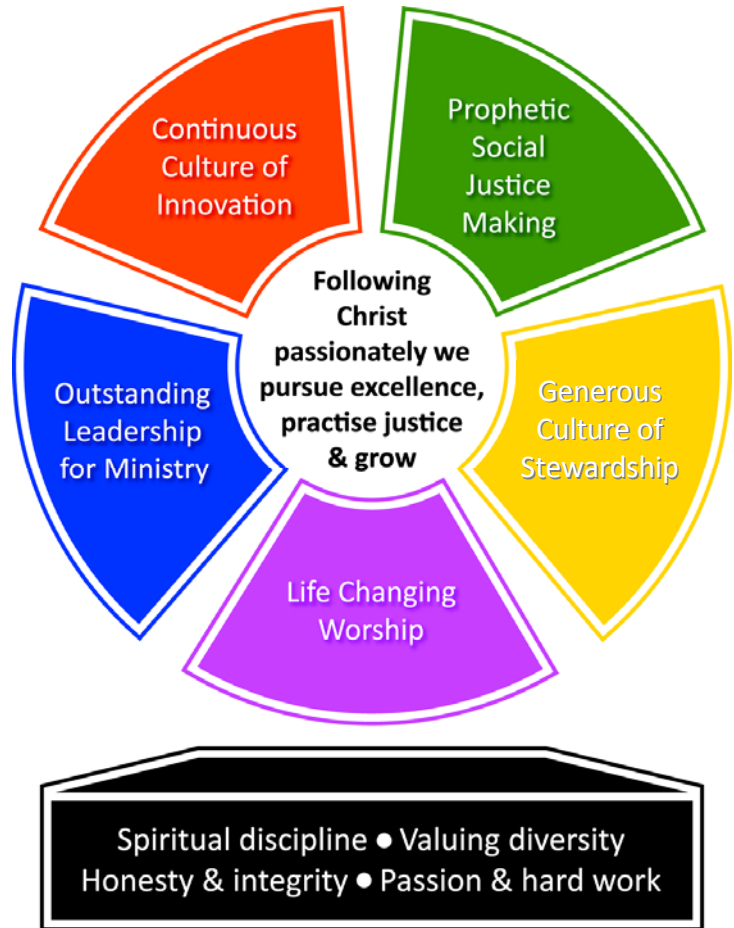 Continuous
Culture of
Innovation
Prophetic
Social
Justice
Making
Following
Christ
passionately we
pursue excellence,
practise justice
& grow
Outstanding
Leadership
for Ministry
Generous
Culture of
Stewardship
Life Changing
Worship
Spiritual discipline ● Valuing diversity
Honesty & integrity ● Passion & hard work